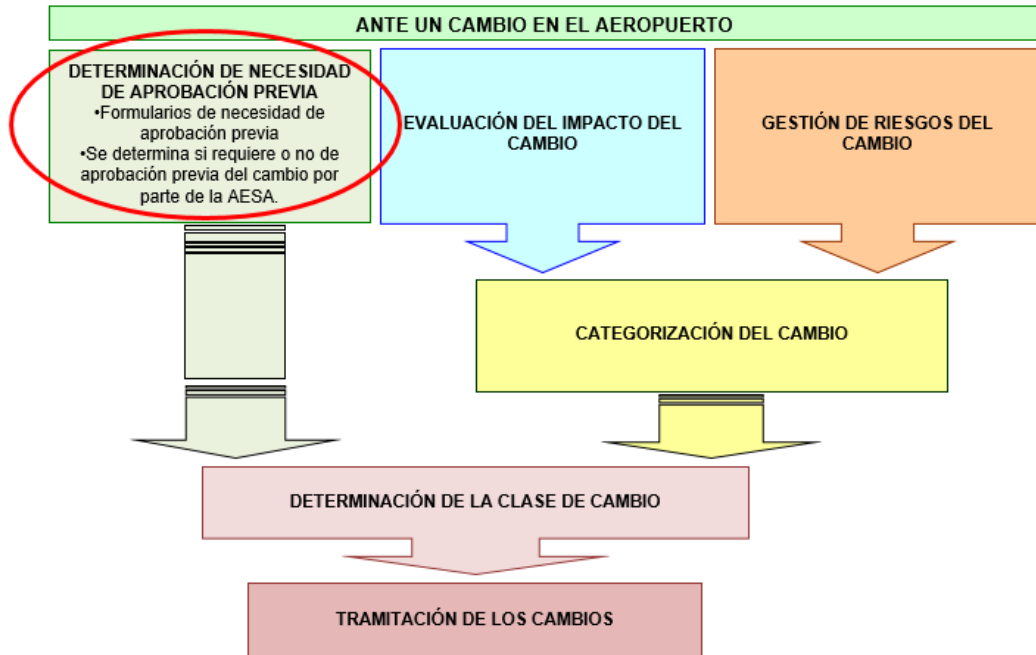 ANTE UN CAMBIO EN EL AEROPUERTO
DETERMINACIÓN DE NECESIDAD
DE APROBACIÓN PREVIA
•Formularios de necesidad de
aprobación previa
•Se determina si requiere o no de
aprobación previa del cambio por
parte de la AESA.
EVALUACIÓN DEL IMPACTO DEL
CAMBIO
GESTIÓN DE RIESGOS DEL
CAMBIO
CATEGORIZACIÓN DEL CAMBIO
DETERMINACIÓN DE LA CLASE DE CAMBIO
TRAMITACIÓN DE LOS CAMBIOS